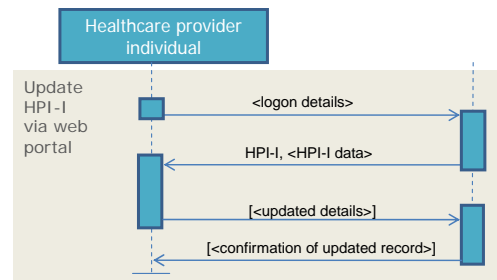 Healthcare provider
individual
Update
HPI-I
via web
portal
<logon details>
HPI-I, <HPI-I data>
[<updated details>]
[<confirmation of updated record>]